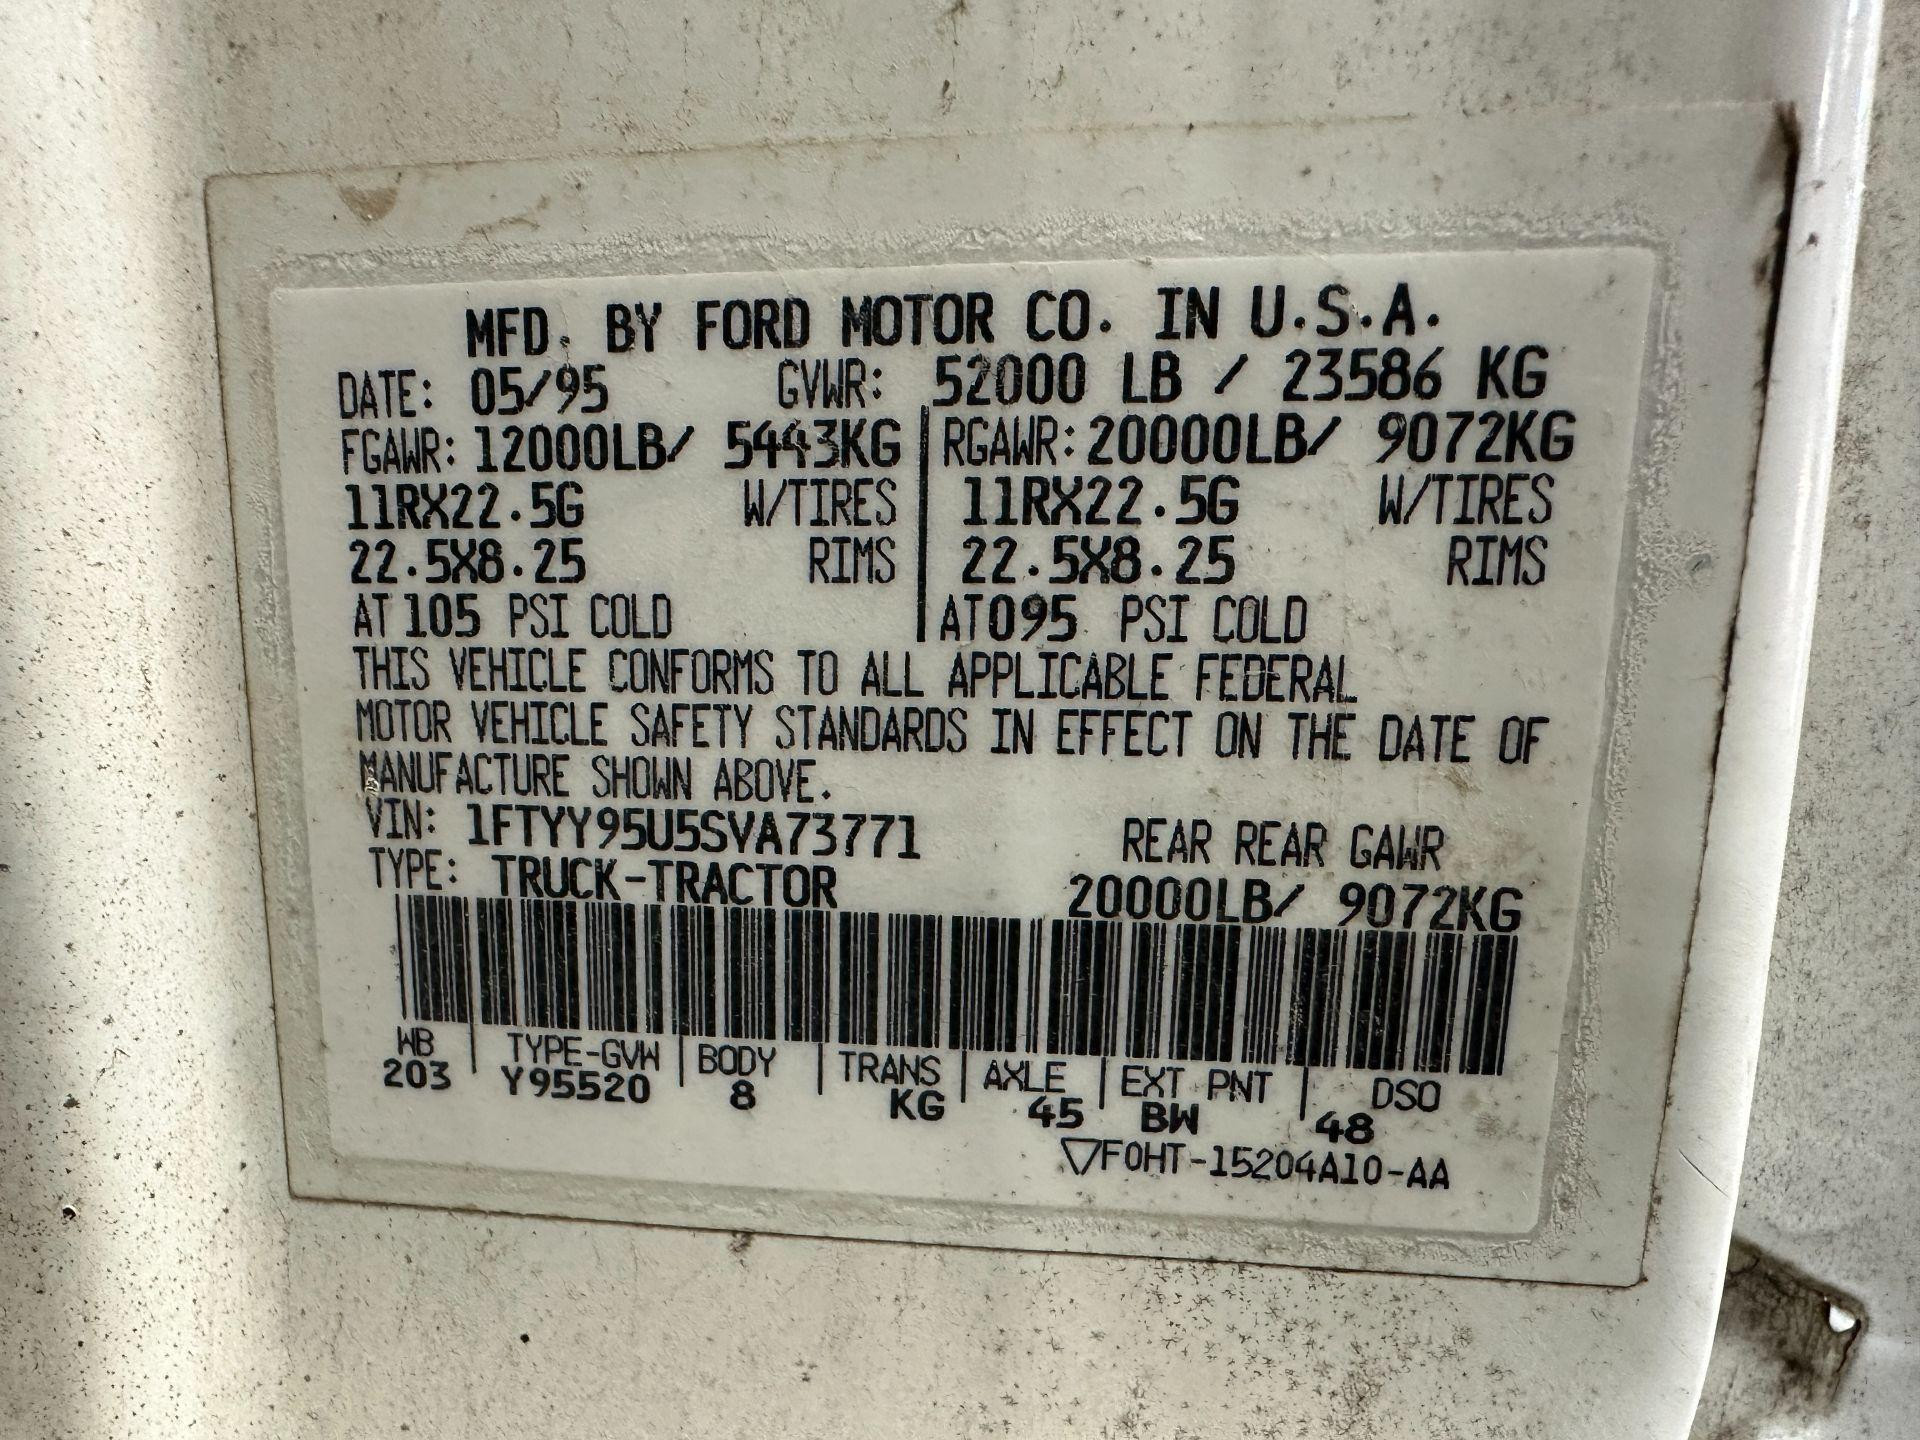 MFD. BY FORD MOTOR CO. IN U.S.A.
DATE: 05/95 GVWR: 52000 LB / 23586 KG
FGAWR: 12000LB/ 5443KG RGAWR: 20000LB/ 9072KG
11RX22.5G W/TIRES 11RX22.5G W/TIRES
22.5X8.25 RIMS 22.5X8.25 RIMS
AT 105 PSI COLD AT 095 PSI COLD
THIS VEHICLE CONFORMS TO ALL APPLICABLE FEDERAL
MOTOR VEHICLE SAFETY STANDARDS IN EFFECT ON THE DATE OF
MANUFACTURE SHOWN ABOVE.
VIN: 1FTYY95U5SVA73771 REAR REAR GAWR
TYPE: TRUCK-TRACTOR 20000LB/ 9072KG
WB TYPE-GVW BODY TRANS AXLE EXT PNT DSO
203 Y95520 8 KG 45 BW 48
▽F0HT-15204A10-AA